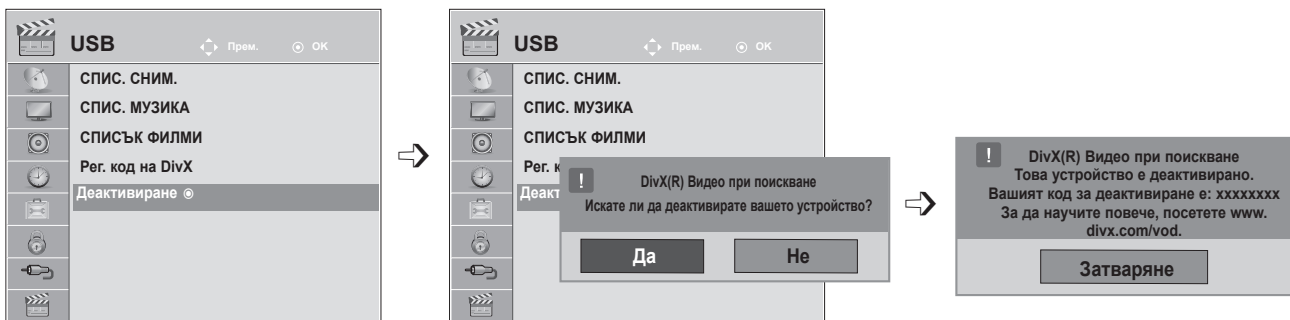 USB Прем. OK
СПИС. СНИМ.
СПИС. МУЗИКА
СПИСЪК ФИЛМИ
Рег. код на DivX
Деактивиране
USB Прем. OK
СПИС. СНИМ.
СПИС. МУЗИКА
СПИСЪК ФИЛМИ
Рег. к
Деакт
! DivX(R) Видео при поискване
Искате ли да деактивирате вашето устройство?
Да Не
! DivX(R) Видео при поискване
Това устройство е деактивирано.
Вашият код за деактивиране е: xxxxxxxx
За да научите повече, посетете www.
divx.com/vod.
Затваряне